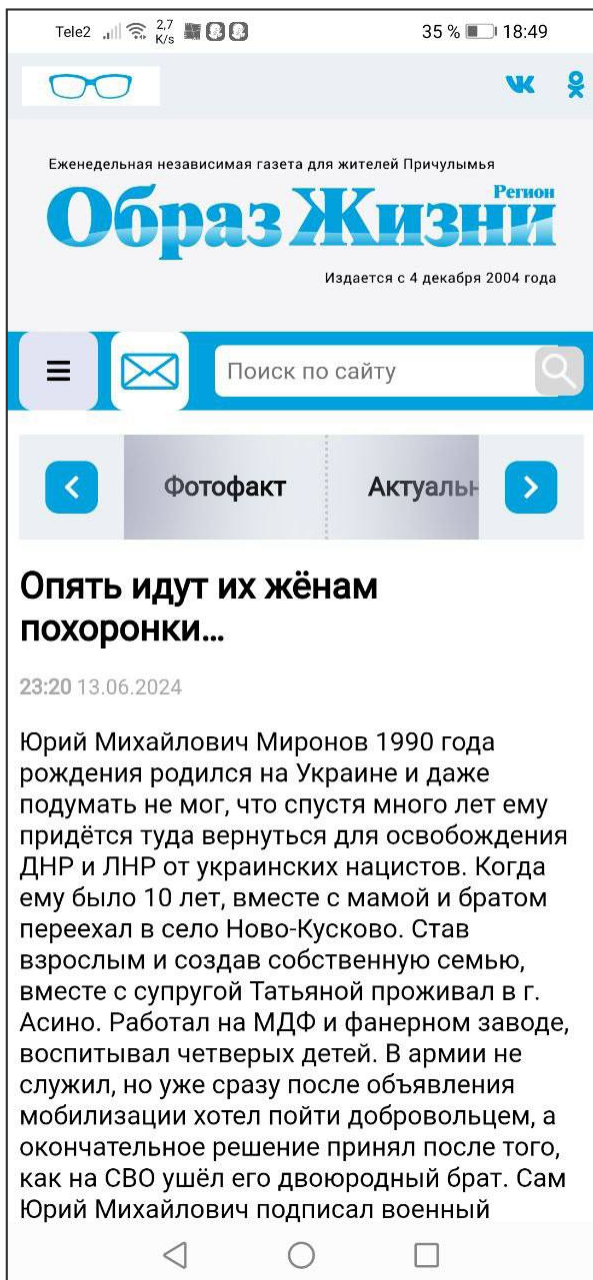 Tele2 2,7 K/s 35 % 18:49
Еженедельная независимая газета для жителей Причулымья
Регион
Образ Жизни
Издается с 4 декабря 2004 года
Поиск по сайту
Фотофакт Актуальн
Опять идут их жёнам
похоронки...
23:20 13.06.2024
Юрий Михайлович Миронов 1990 года
рождения родился на Украине и даже
подумать не мог, что спустя много лет ему
придётся туда вернуться для освобождения
ДНР и ЛНР от украинских нацистов. Когда
ему было 10 лет, вместе с мамой и братом
переехал в село Ново-Кусково. Став
взрослым и создав собственную семью,
вместе с супругой Татьяной проживал в г.
Асино. Работал на МДФ и фанерном заводе,
воспитывал четверых детей. В армии не
служил, но уже сразу после объявления
мобилизации хотел пойти добровольцем, а
окончательное решение принял после того,
как на СВО ушёл его двоюродный брат. Сам
Юрий Михайлович подписал военный